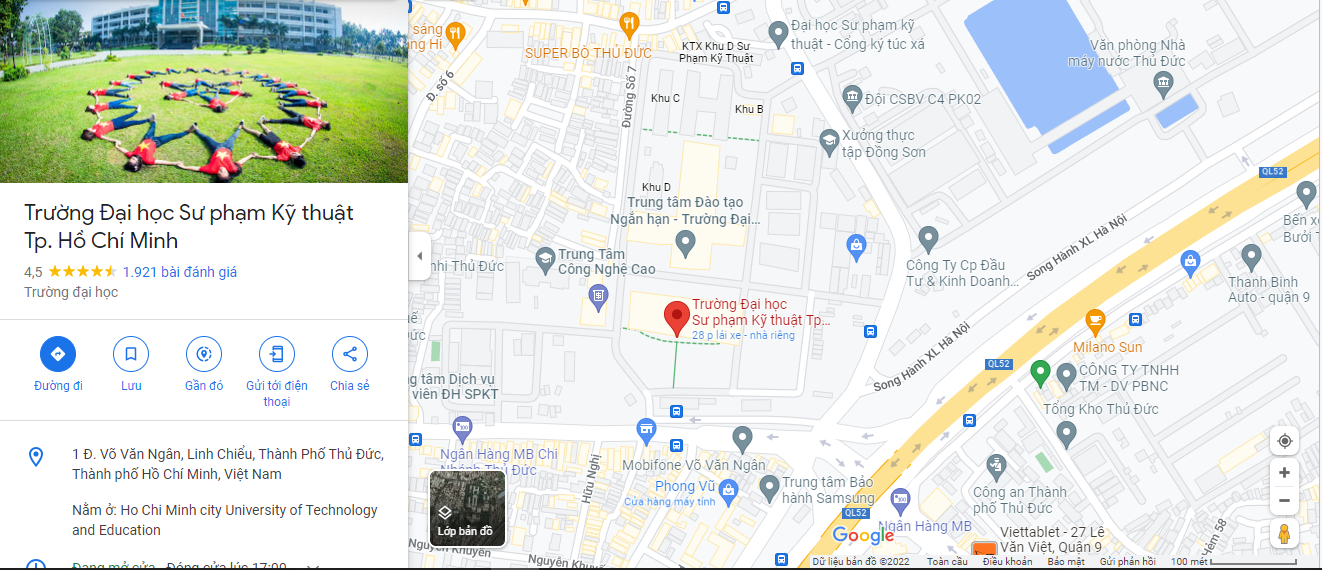 Trường Đại học Sư phạm Kỹ thuật
Tp. Hồ Chí Minh
4,5
1.921 bài đánh giá
Trường đại học
Đường đi
Lưu
Gần đó
Gửi tới điện
thoại
Chia sẻ
1 Đ. Võ Văn Ngân, Linh Chiểu, Thành Phố Thủ Đức,
Thành phố Hồ Chí Minh, Việt Nam
Nằm ở: Ho Chi Minh city University of Technology
and Education
Đang mở cửa · Đóng cửa lúc 17:00
sáng
ng Hi
SUPER BÒ THỦ ĐỨC
KTX Khu D Sư
Phạm Kỹ Thuật
Đại học Sư phạm kỹ
thuật - Cổng ký túc xá
Văn phòng Nhà
máy nước Thủ Đức
Đ. số 6
Đường Số 7
Khu C
Khu B
Đội CSBV C4 PK02
Xưởng thực
tập Đồng Sơn
QL52
Khu D
Trung tâm Đào tạo
Ngắn hạn - Trường Đại...
Bến x
Bưởi T
Song Hành XL Hà Nội
Trung Tâm
Công Nghệ Cao
nhi Thủ Đức
Công Ty Cp Đầu
Tư & Kinh Doanh...
Thanh Bình
Auto - quận 9
Trường Đại học
Sư phạm Kỹ thuật Tp...
28 p lái xe - nhà riêng
Đức
Song Hành XL Hà Nội
Milano Sun
QL52
CÔNG TY TNHH
TM - DV PBNC
Tổng Kho Thủ Đức
ng tâm Dịch vụ
viên ĐH SPKT
Ngân Hàng MB Chi
Nhánh Thủ Đức
Hữu Nghị
Mobifone Võ Văn Ngân
Phong Vũ
Cửa hàng máy tính
Trung tâm Bảo
hành Samsung
Công an Thành
phố Thủ Đức
QL52
Ngân Hàng MB
Viettablet - 27 Lê
Văn Việt, Quận 9
Hẻm 58
Lớp bản đồ
Nguyễn Khuyến
Nguyễn Khuyến
Google
Dữ liệu bản đồ ©2022
Toàn cầu
Điều khoản
Bảo mật
Gửi phản hồi
100 mét